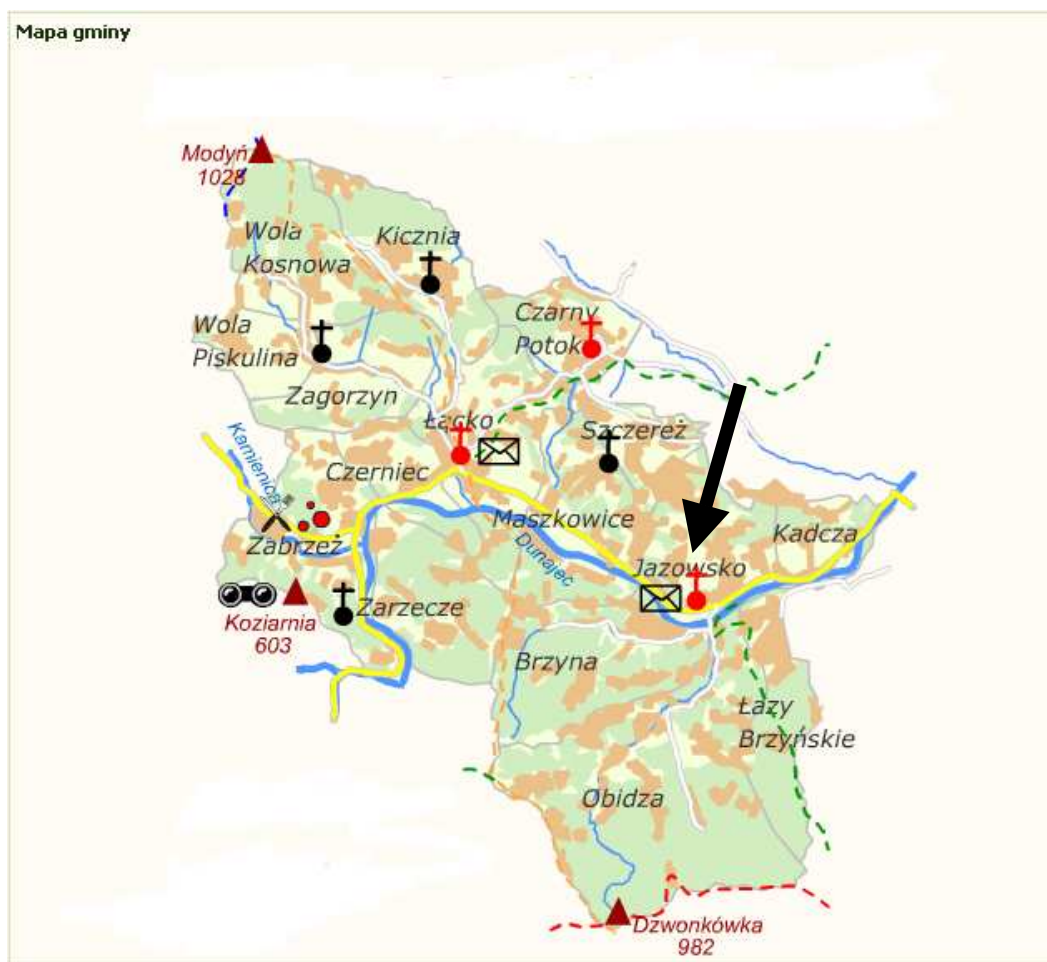 Mapa gminy
Modyń
1028
Wola
Kosnowa
Kicznia
Czarny
Potok
Wola
Piskulina
Zagorzyn
Łącko
Szczereż
Kamienica
Czerniec
Maszkowice
Kadcza
Zabrzeż
Dunajec
Jazowsko
Zarzecze
Koziarnia
603
Brzyna
Łazy
Brzyńskie
Obidza
Dzwonkówka
982